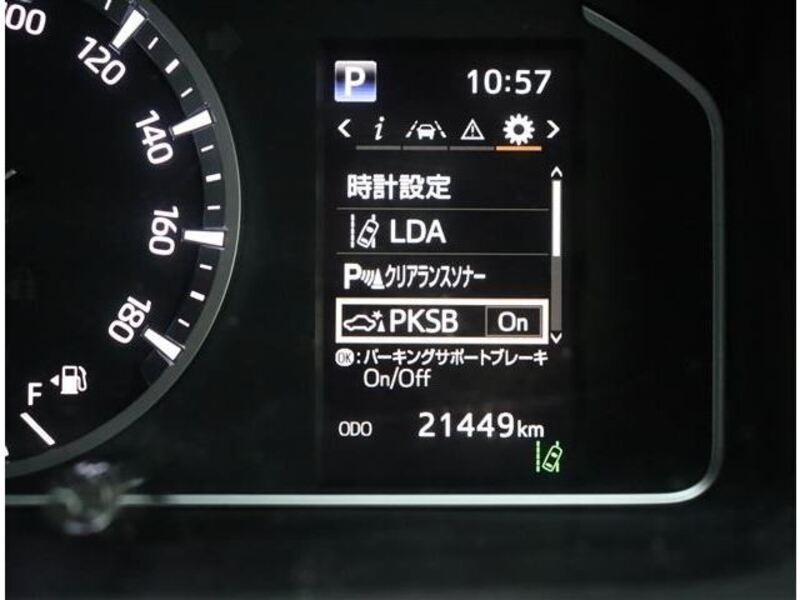 100
120
140
160
180
F
P 10:57
i
時計設定
LDA
Pクリアランスソナー
PKSB On
OK:パーキングサポートブレーキ
On/Off
ODO 21449km